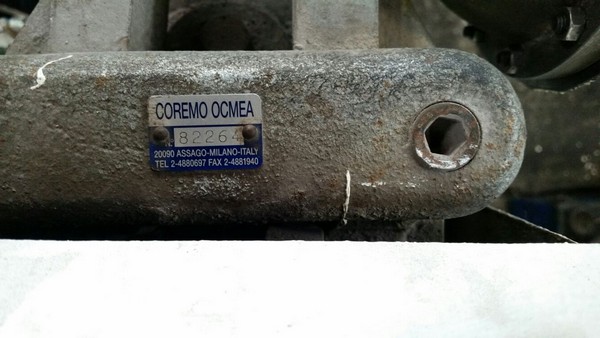 COREMO OCMEA
82264
20090 ASSAGO-MILANO-ITALY
TEL 2-4880697 FAX 2-4881940